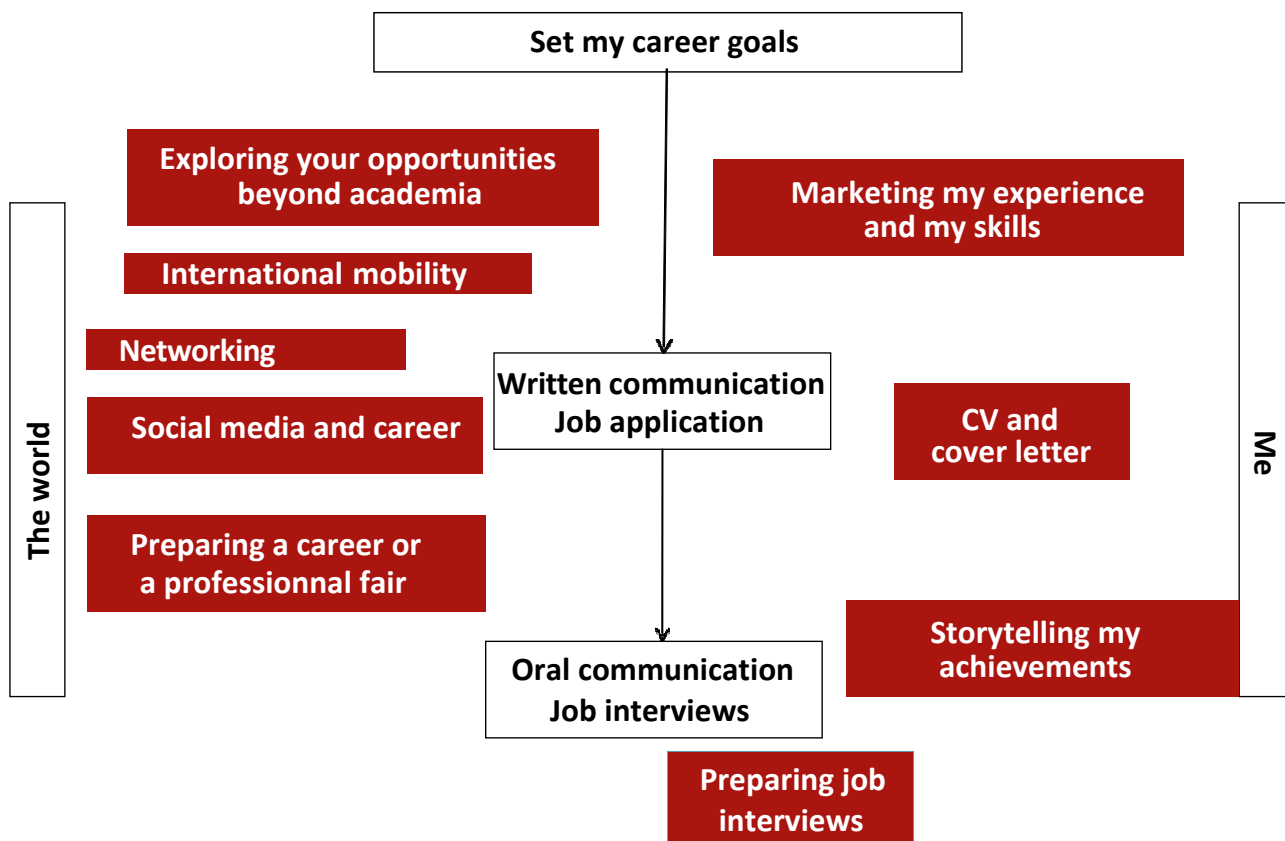 Set my career goals
Exploring your opportunities
beyond academia
Marketing my experience
and my skills
International mobility
Networking
Written communication
Job application
Social media and career
CV and
cover letter
The world
Me
Preparing a career or
a professionnal fair
Storytelling my
achievements
Oral communication
Job interviews
Preparing job
interviews